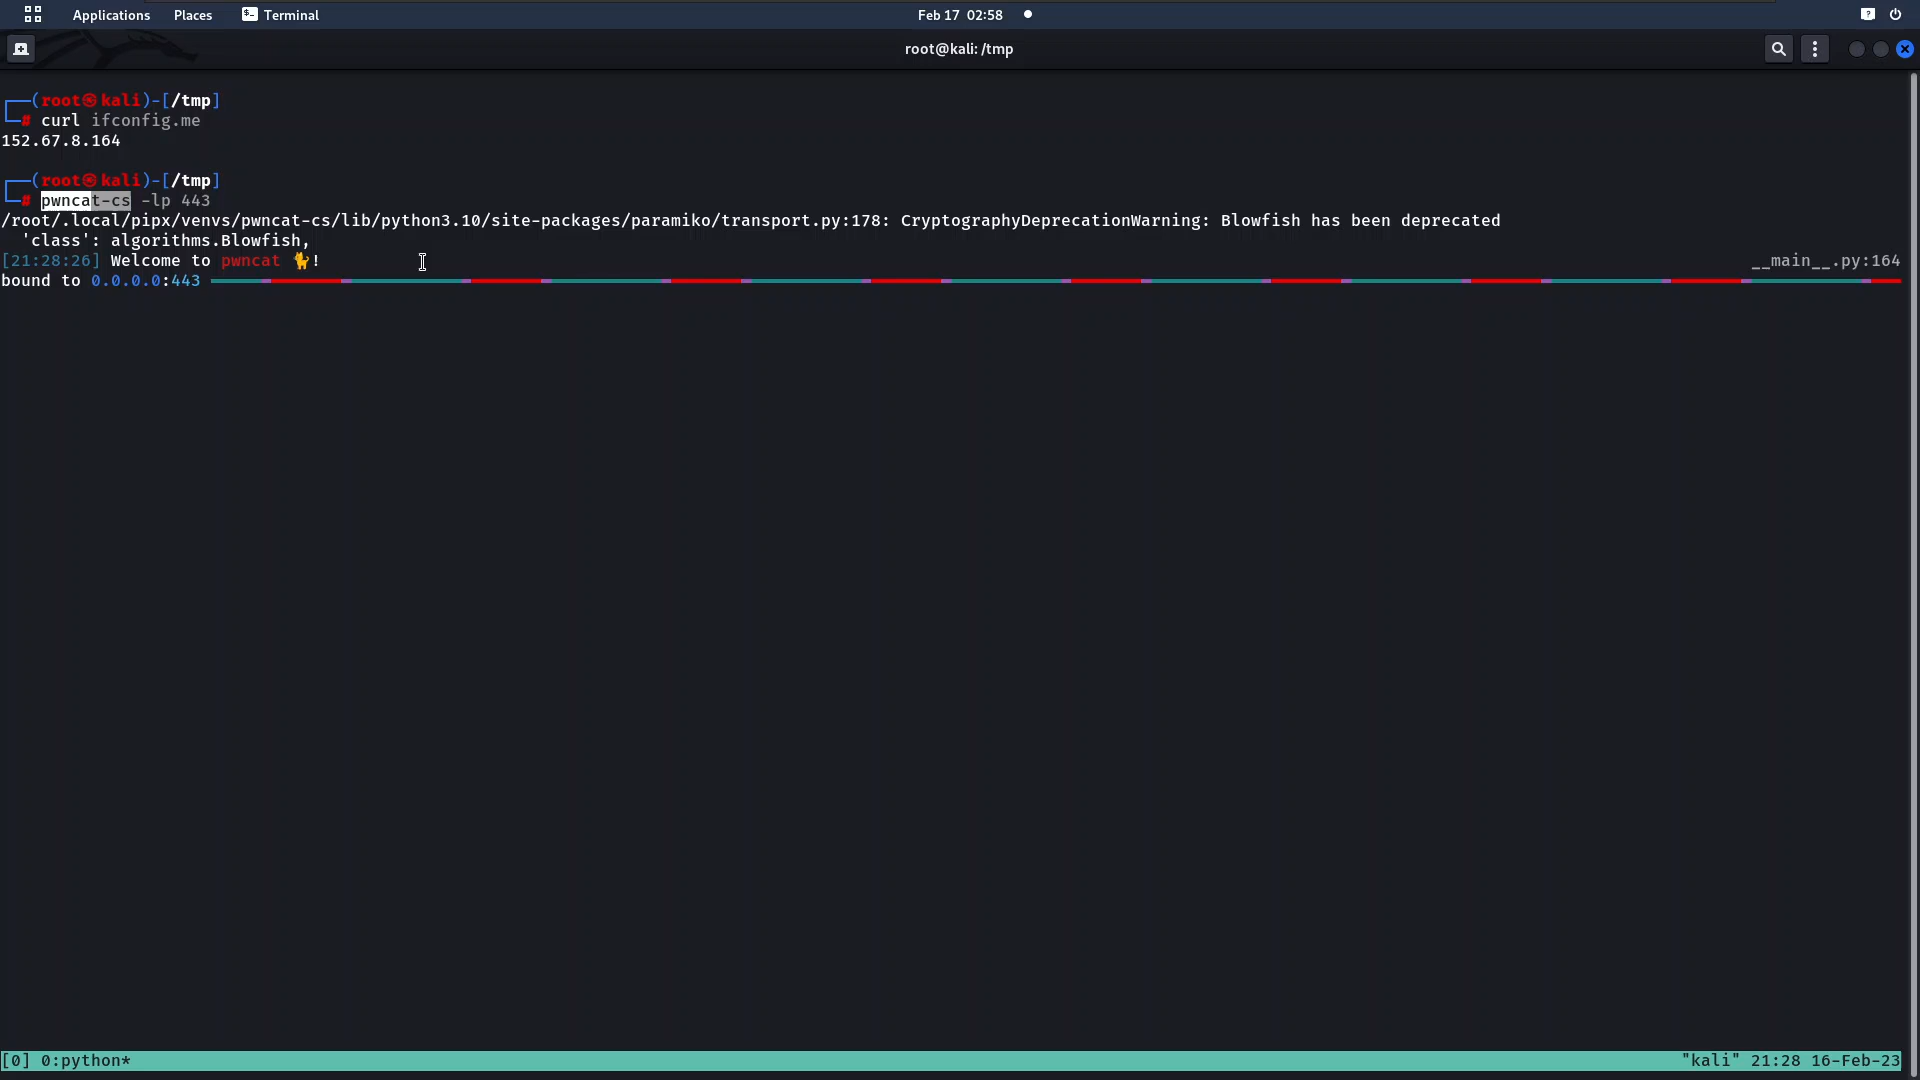 Applications Places Terminal Feb 17 02:58
root@kali: /tmp
(root㉿kali)-[/tmp]
# curl ifconfig.me
152.67.8.164
(root㉿kali)-[/tmp]
# pwncat-cs -lp 443
/root/.local/pipx/venvs/pwncat-cs/lib/python3.10/site-packages/paramiko/transport.py:178: CryptographyDeprecationWarning: Blowfish has been deprecated
'class': algorithms.Blowfish,
[21:28:26] Welcome to pwncat 🐈! __main__.py:164
bound to 0.0.0.0:443
[0] 0:python* "kali" 21:28 16-Feb-23